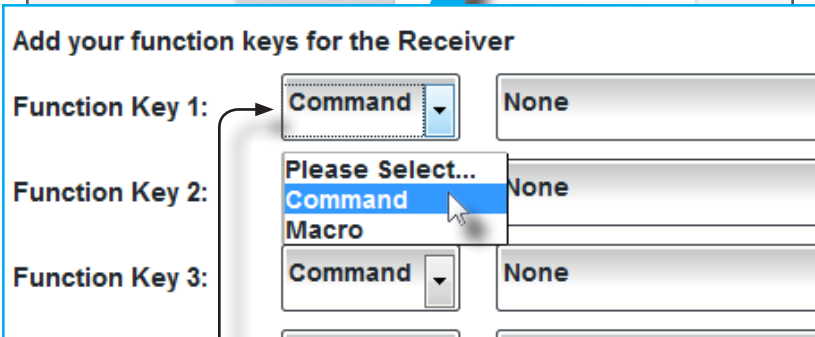 Add your function keys for the Receiver
Function Key 1: Command None
Please Select...
Function Key 2: Command None
Macro
Function Key 3: Command None